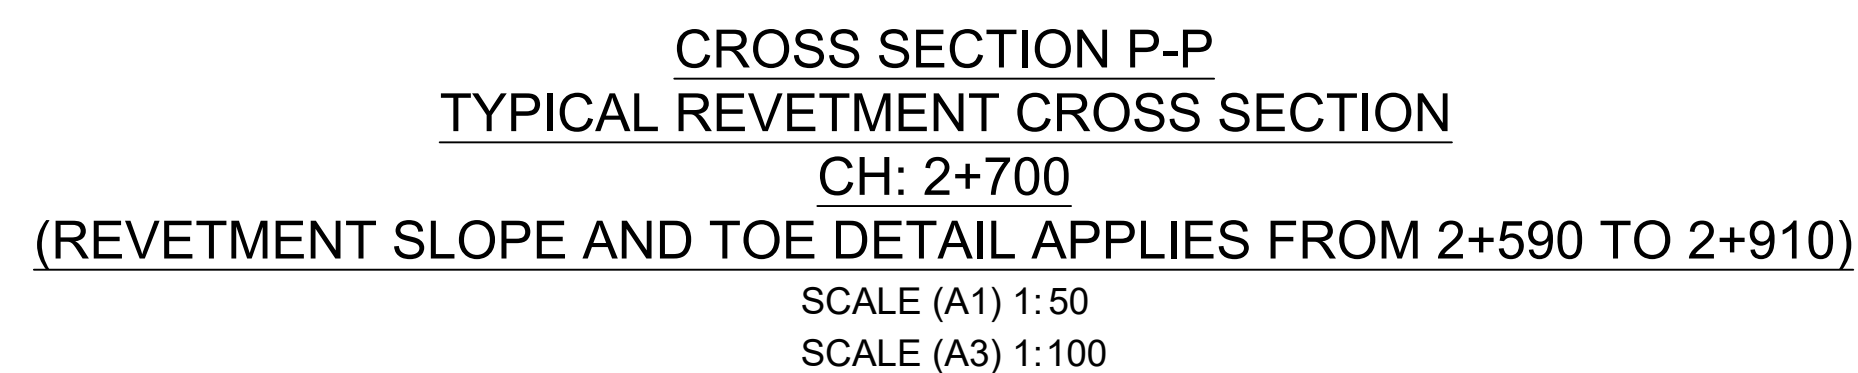 CROSS SECTION P-P
TYPICAL REVETMENT CROSS SECTION
CH: 2+700
(REVETMENT SLOPE AND TOE DETAIL APPLIES FROM 2+590 TO 2+910)
SCALE (A1) 1:50
SCALE (A3) 1:100